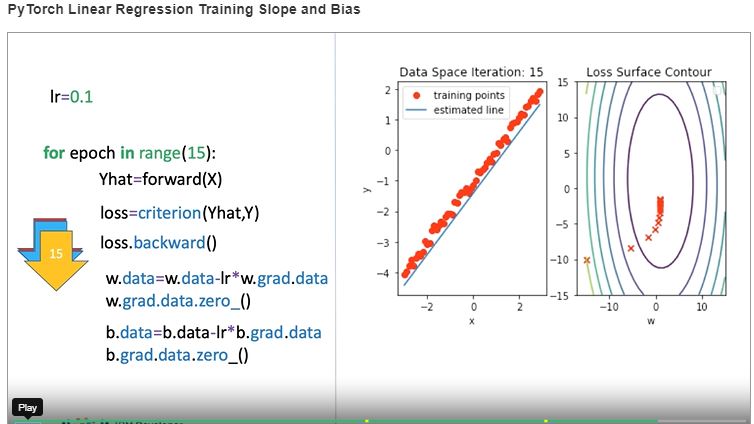 PyTorch Linear Regression Training Slope and Bias
lr=0.1
for epoch in range(15):
Yhat=forward(X)
loss=criterion(Yhat,Y)
loss.backward()
15
w.data=w.data-lr*w.grad.data
w.grad.data.zero_()
b.data=b.data-lr*b.grad.data
b.grad.data.zero_()
Data Space Iteration: 15
training points
estimated line
2
1
0
−1
−2
−3
−4
y
−2 0 2
x
Loss Surface Contour
15
10
5
0
−5
−10
−15
−10 0 10
w
Play